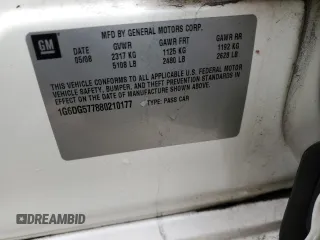 MFD BY GENERAL MOTORS CORP.
GM
05/08 GVWR GAWR FRT GAWR RR
2317 KG 1125 KG 1192 KG
5108 LB 2480 LB 2628 LB
THIS VEHICLE CONFORMS TO ALL APPLICABLE U.S. FEDERAL MOTOR
VEHICLE SAFETY, BUMPER, AND THEFT PREVENTION STANDARDS
IN EFFECT ON THE DATE OF MANUFACTURE SHOWN ABOVE.
1G6DG577880210177 TYPE: PASS CAR
DREAMBID